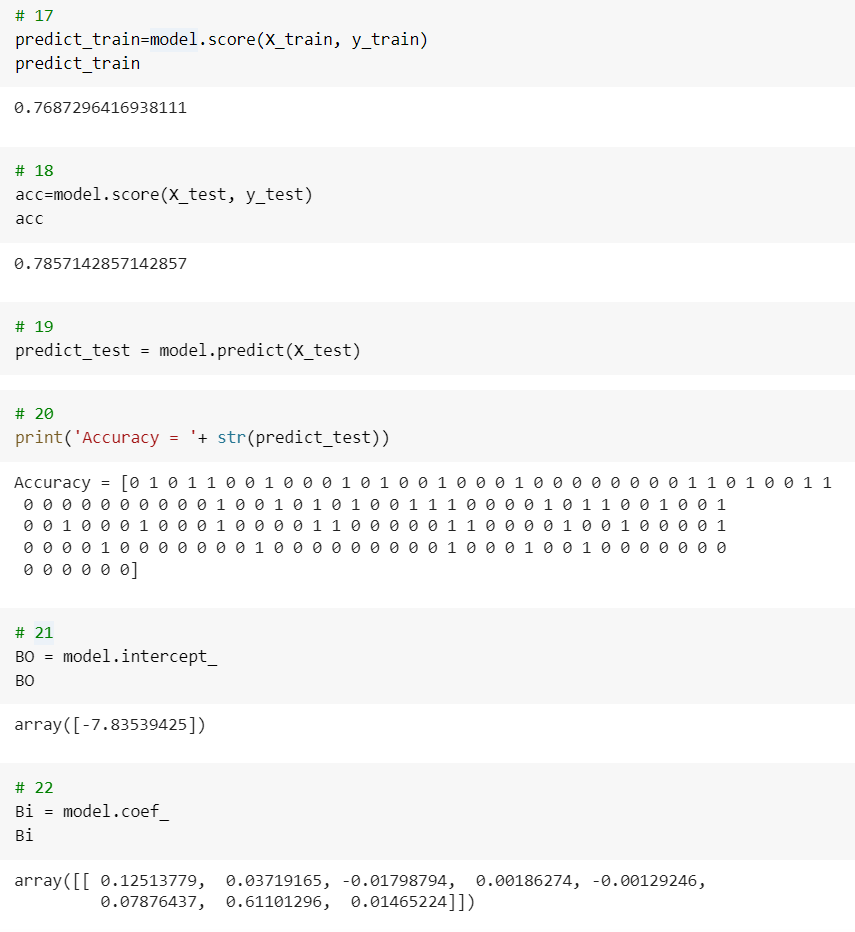 # 17
predict_train=model.score(X_train, y_train)
predict_train
0.7687296416938111
# 18
acc=model.score(X_test, y_test)
acc
0.7857142857142857
# 19
predict_test = model.predict(X_test)
# 20
print('Accuracy = '+ str(predict_test))
Accuracy = [0 1 0 1 1 0 0 1 0 0 0 1 0 1 0 0 1 0 0 0 1 0 0 0 0 0 0 0 0 1 1 0 1 0 0 1 1
0 0 0 0 0 0 0 0 0 0 1 0 0 1 0 1 0 1 0 0 1 1 1 0 0 0 0 1 0 1 1 0 0 1 0 0 1
0 0 1 0 0 0 1 0 0 0 1 0 0 0 0 1 1 0 0 0 0 0 1 1 0 0 0 0 1 0 0 1 0 0 0 0 1
0 0 0 0 1 0 0 0 0 0 0 0 1 0 0 0 0 0 0 0 0 0 1 0 0 0 1 0 0 1 0 0 0 0 0 0 0
0 0 0 0 0 0]
# 21
BO = model.intercept_
BO
array([-7.83539425])
# 22
Bi = model.coef_
Bi
array([[ 0.12513779,  0.03719165, -0.01798794,  0.00186274, -0.00129246,
0.07876437,  0.61101296,  0.01465224]])